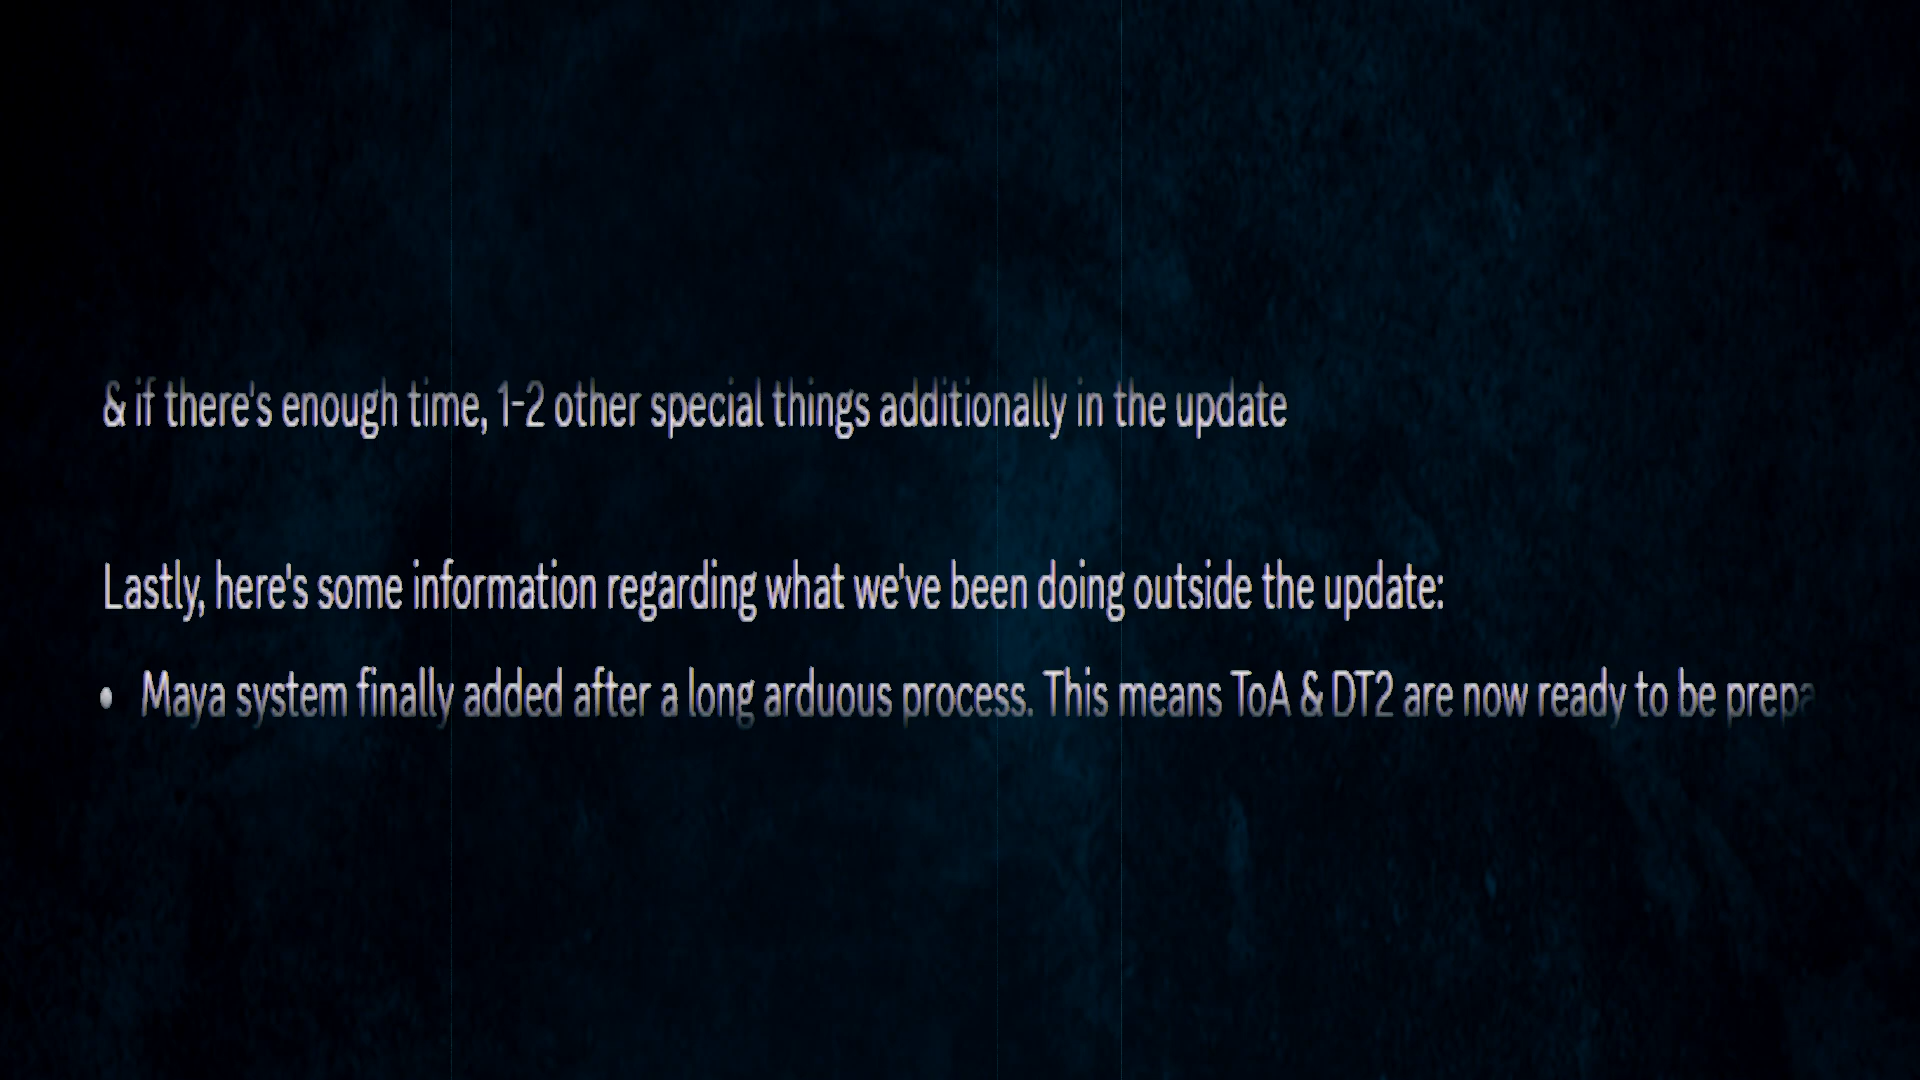 & if there's enough time, 1-2 other special things additionally in the update
Lastly, here's some information regarding what we've been doing outside the update:
• Maya system finally added after a long arduous process. This means ToA & DT2 are now ready to be prepa